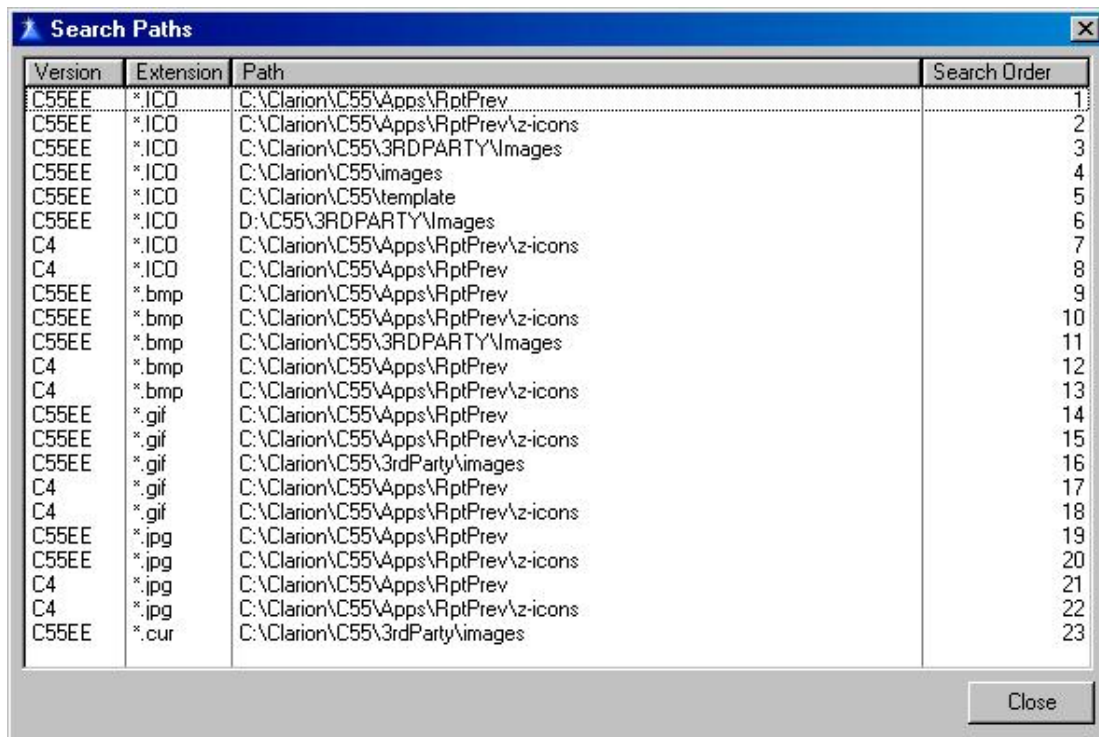 Search Paths
Version Extension Path Search Order
C55EE *.ICO C:\Clarion\C55\Apps\RptPrev 1
C55EE *.ICO C:\Clarion\C55\Apps\RptPrev\z-icons 2
C55EE *.ICO C:\Clarion\C55\3RDPARTY\Images 3
C55EE *.ICO C:\Clarion\C55\images 4
C55EE *.ICO C:\Clarion\C55\template 5
C55EE *.ICO D:\C55\3RDPARTY\Images 6
C4 *.ICO C:\Clarion\C55\Apps\RptPrev\z-icons 7
C4 *.ICO C:\Clarion\C55\Apps\RptPrev 8
C55EE *.bmp C:\Clarion\C55\Apps\RptPrev 9
C55EE *.bmp C:\Clarion\C55\Apps\RptPrev\z-icons 10
C55EE *.bmp C:\Clarion\C55\3RDPARTY\Images 11
C4 *.bmp C:\Clarion\C55\Apps\RptPrev 12
C4 *.bmp C:\Clarion\C55\Apps\RptPrev\z-icons 13
C55EE *.gif C:\Clarion\C55\Apps\RptPrev 14
C55EE *.gif C:\Clarion\C55\Apps\RptPrev\z-icons 15
C55EE *.gif C:\Clarion\C55\3rdParty\images 16
C4 *.gif C:\Clarion\C55\Apps\RptPrev 17
C4 *.gif C:\Clarion\C55\Apps\RptPrev\z-icons 18
C55EE *.jpg C:\Clarion\C55\Apps\RptPrev 19
C55EE *.jpg C:\Clarion\C55\Apps\RptPrev\z-icons 20
C4 *.jpg C:\Clarion\C55\Apps\RptPrev 21
C4 *.jpg C:\Clarion\C55\Apps\RptPrev\z-icons 22
C55EE *.cur C:\Clarion\C55\3rdParty\images 23
Close